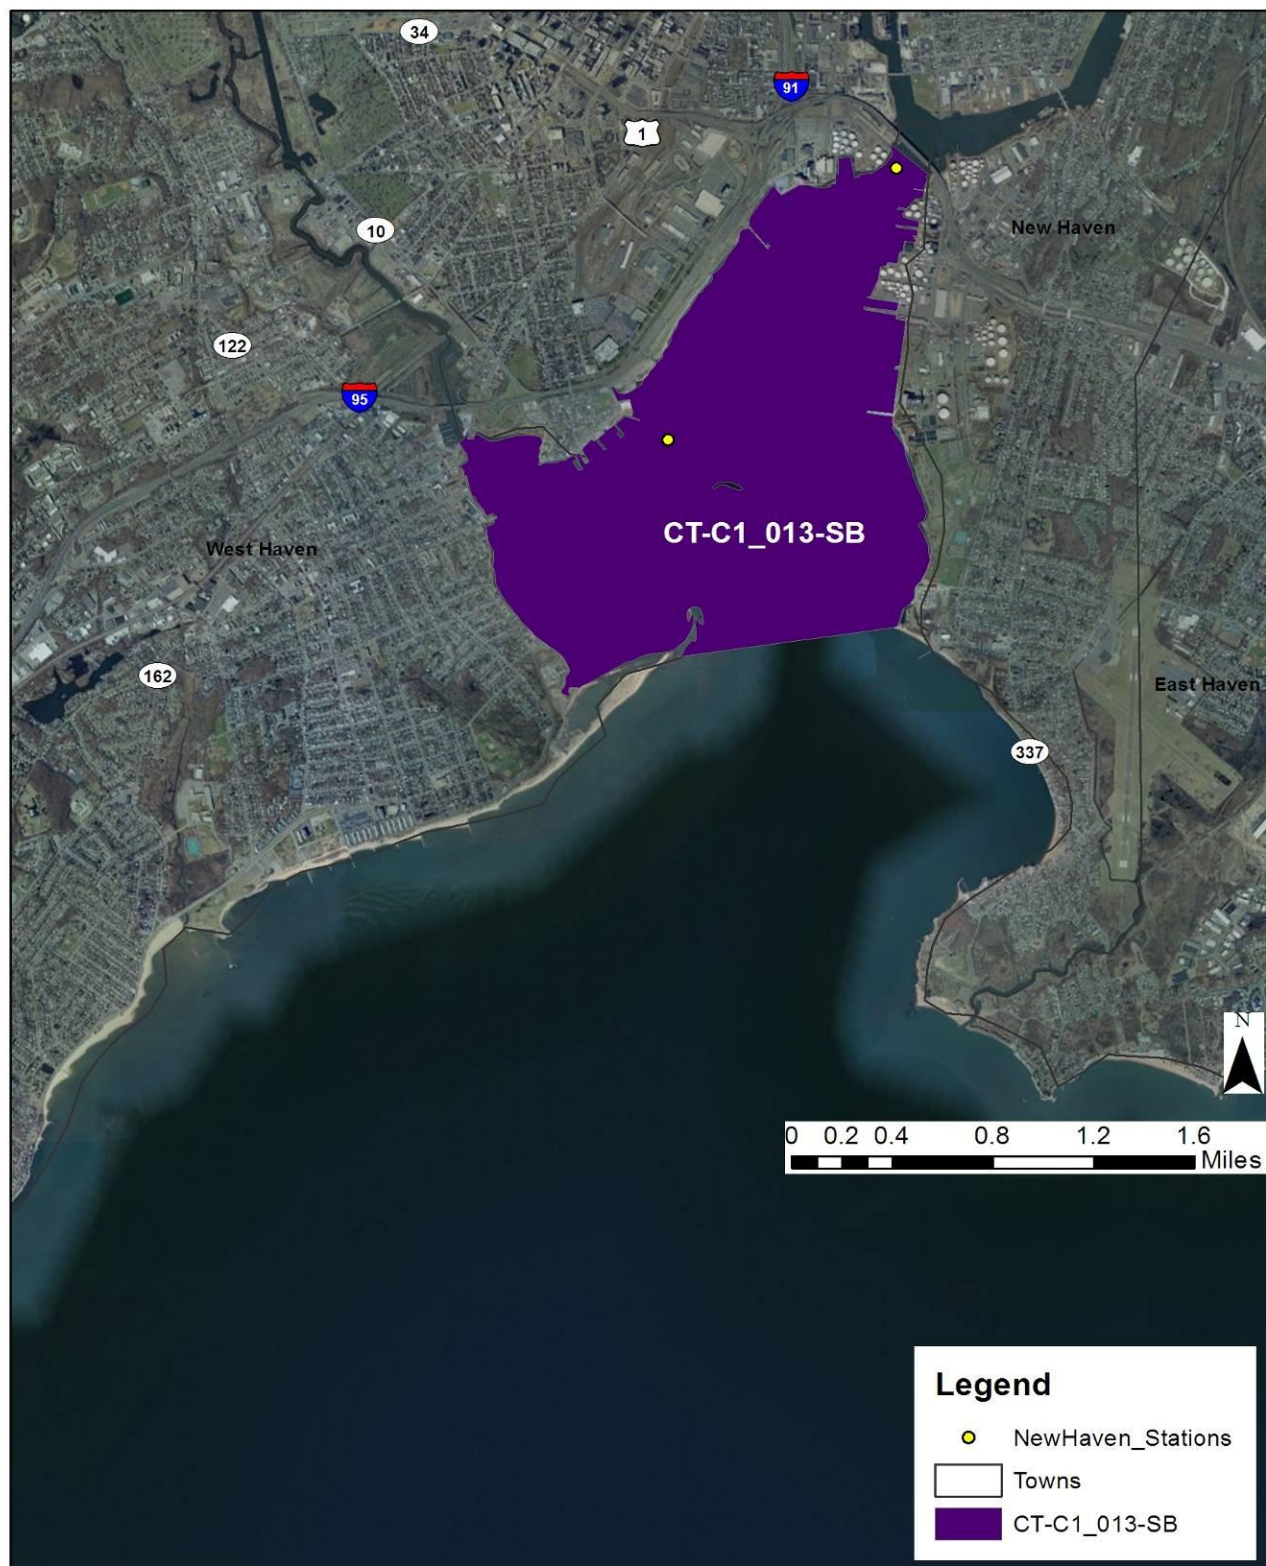 34
91
1
New Haven
10
122
95
CT-C1_013-SB
West Haven
162
East Haven
337
N
0 0.2 0.4 0.8 1.2 1.6
Miles
Legend
NewHaven_Stations
Towns
CT-C1_013-SB